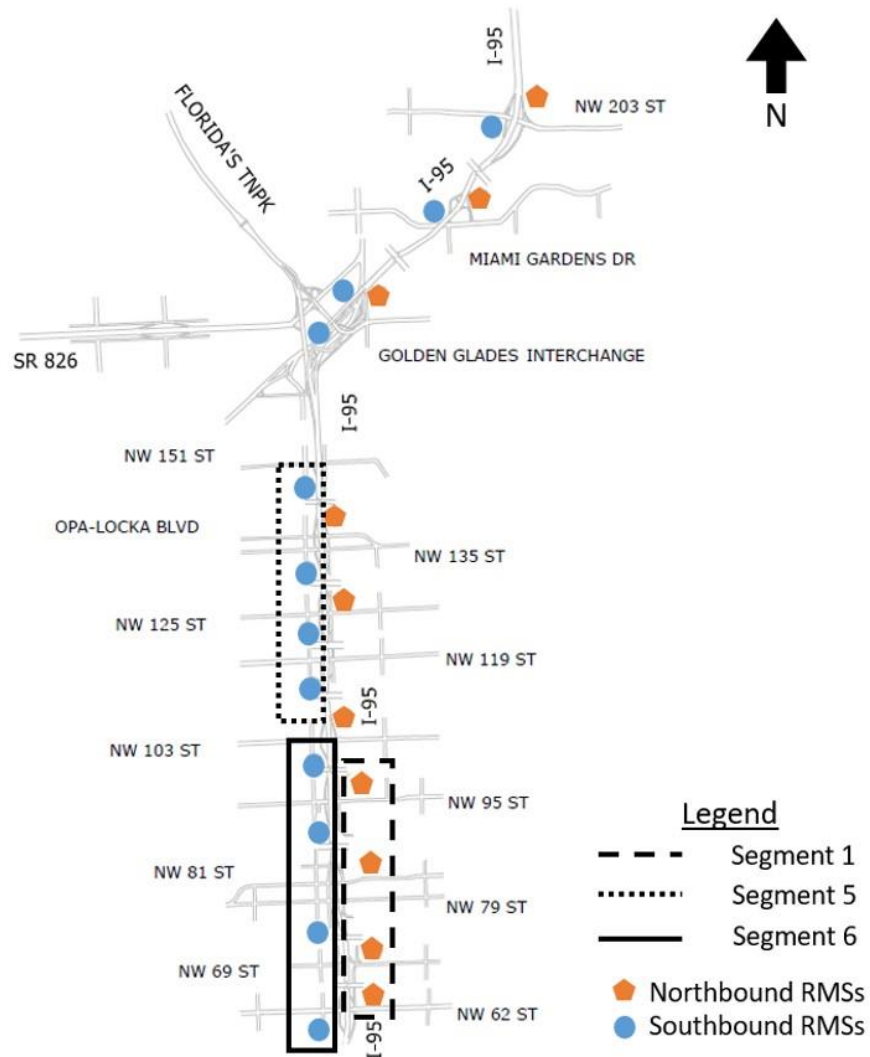 I-95
N
NW 203 ST
FLORIDA'S TNPK
I-95
MIAMI GARDENS DR
SR 826
GOLDEN GLADES INTERCHANGE
I-95
NW 151 ST
OPA-LOCKA BLVD
NW 135 ST
NW 125 ST
NW 119 ST
I-95
NW 103 ST
NW 95 ST
NW 81 ST
NW 79 ST
NW 69 ST
NW 62 ST
I-95
Legend
Segment 1
Segment 5
Segment 6
Northbound RMSs
Southbound RMSs